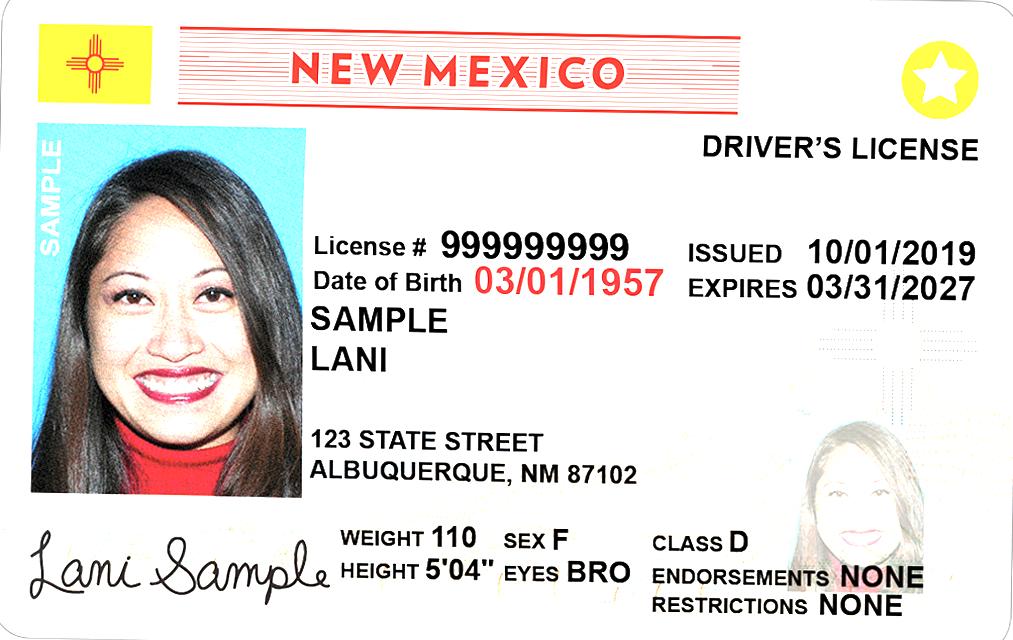 NEW MEXICO
DRIVER'S LICENSE
SAMPLE
License # 999999999
Date of Birth 03/01/1957
ISSUED 10/01/2019
EXPIRES 03/31/2027
SAMPLE
LANI
123 STATE STREET
ALBUQUERQUE, NM 87102
Lani Sample
WEIGHT 110 SEX F
HEIGHT 5'04" EYES BRO
CLASS D
ENDORSEMENTS NONE
RESTRICTIONS NONE